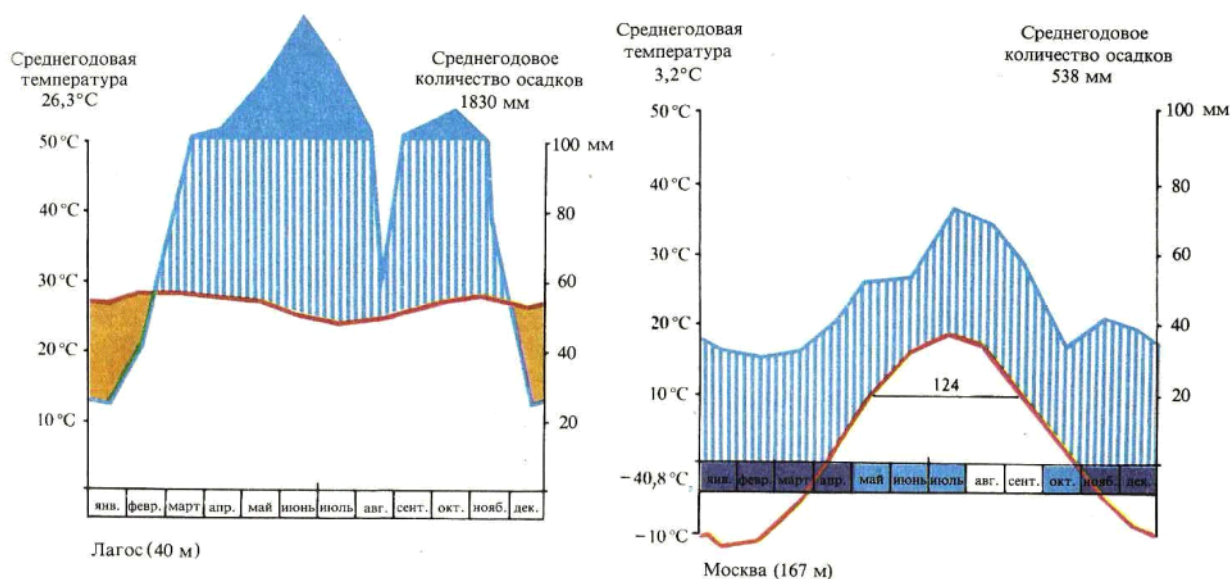 Среднегодовая
температура
26,3°C
Среднегодовое
количество осадков
1830 мм
50°C
40°C
30°C
20°C
10°C
100 мм
80
60
40
20
янв.
февр.
март
апр.
май
июнь
июль
авг.
сент.
окт.
нояб.
дек.
Лагос (40 м)
Среднегодовая
температура
3,2°C
Среднегодовое
количество осадков
538 мм
50°C
40°C
30°C
20°C
10°C
−40,8°C
−10°C
100 мм
80
60
40
20
124
янв.
февр.
март
апр.
май
июнь
июль
авг.
сент.
окт.
нояб.
дек.
Москва (167 м)